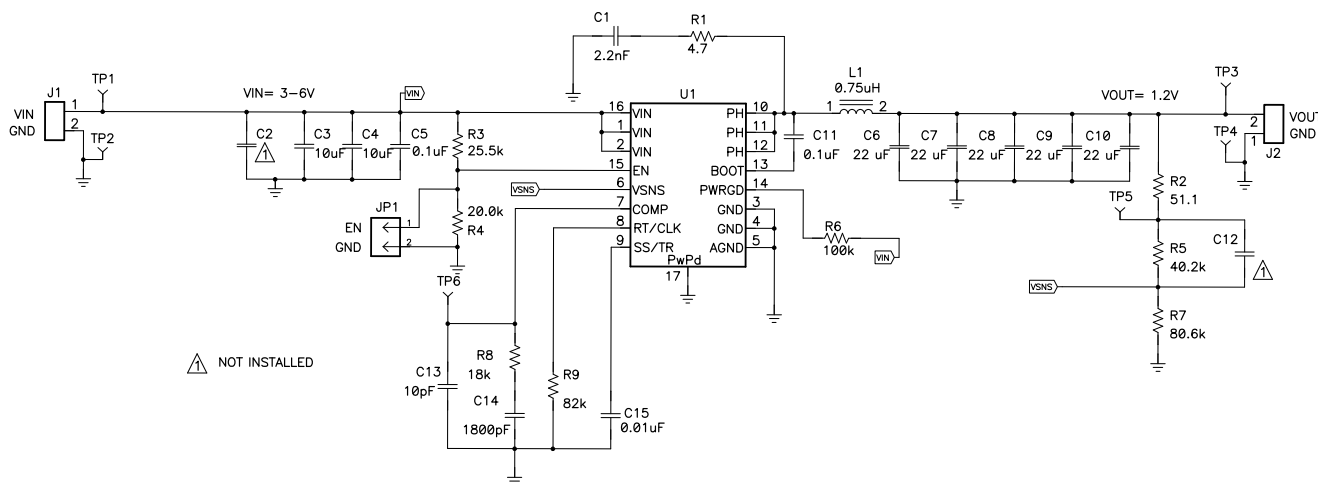 C1
2.2nF
R1
4.7
J1
VIN
GND
1
2
TP1
TP2
VIN= 3-6V
VIN
C2
1
C3
10uF
C4
10uF
C5
0.1uF
R3
25.5k
20.0k
R4
JP1
EN
GND
1
2
VSNS
U1
16
1
2
15
6
7
8
9
VIN
VIN
VIN
EN
VSNS
COMP
RT/CLK
SS/TR
PH
PH
PH
BOOT
PWRGD
GND
GND
AGND
PwPd
10
11
12
13
14
3
4
5
17
L1
0.75uH
1
2
C11
0.1uF
C6
22 uF
C7
22 uF
C8
22 uF
C9
22 uF
C10
22 uF
R6
100k
VIN
VOUT= 1.2V
TP3
TP4
2
1
VOUT
GND
J2
R2
51.1
TP5
R5
40.2k
C12
1
VSNS
R7
80.6k
TP6
C13
10pF
R8
18k
C14
1800pF
R9
82k
C15
0.01uF
1 NOT INSTALLED